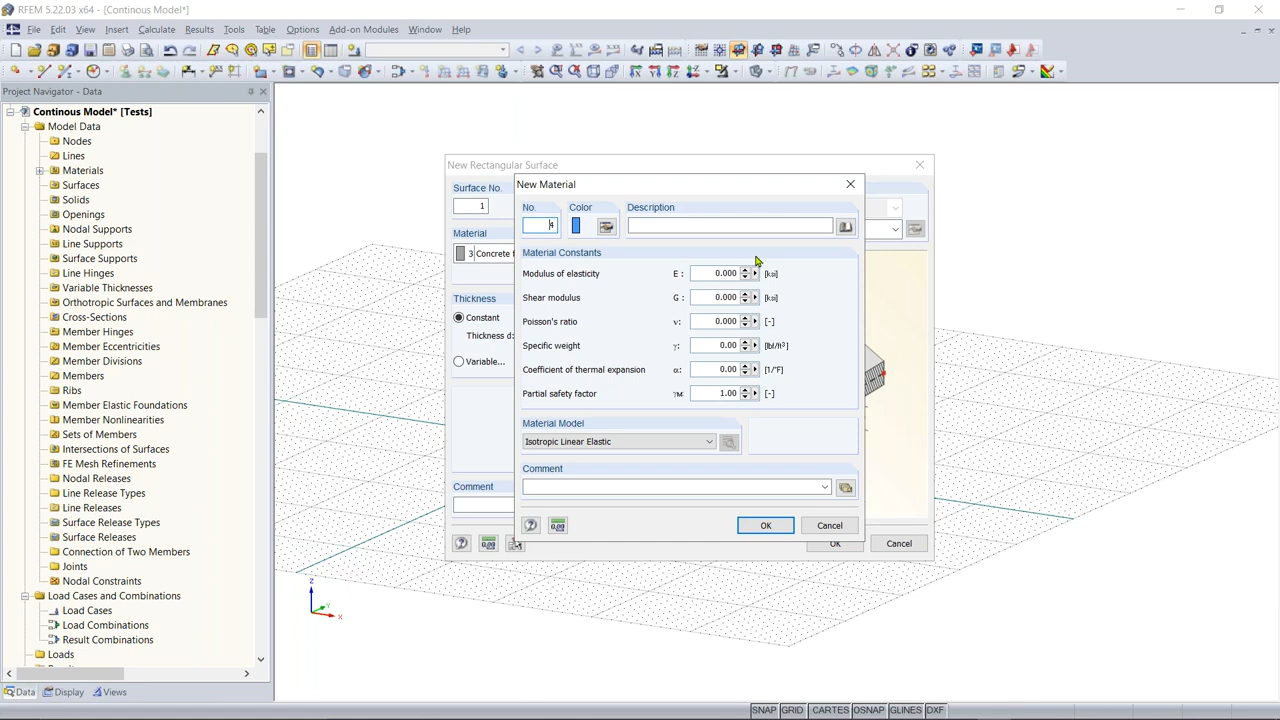 RFEM 5.22.03 x64 - [Continous Model*]
File Edit View Insert Calculate Results Tools Table Options Add-on Modules Window Help
Project Navigator - Data
Continous Model* [Tests]
Model Data
Nodes
Lines
Materials
Surfaces
Solids
Openings
Nodal Supports
Line Supports
Surface Supports
Line Hinges
Variable Thicknesses
Orthotropic Surfaces and Membranes
Cross-Sections
Member Hinges
Member Eccentricities
Member Divisions
Members
Ribs
Member Elastic Foundations
Member Nonlinearities
Sets of Members
Intersections of Surfaces
FE Mesh Refinements
Nodal Releases
Line Release Types
Line Releases
Surface Release Types
Surface Releases
Connection of Two Members
Joints
Nodal Constraints
Load Cases and Combinations
Load Cases
Load Combinations
Result Combinations
Loads
Data Display Views
New Rectangular Surface
Surface No.
1
Material
3 Concrete f
Thickness
Constant
Thickness d:
Variable...
Comment
OK Cancel
New Material
No. Color Description
4
Material Constants
Modulus of elasticity E : 0.000 [ksi]
Shear modulus G : 0.000 [ksi]
Poisson's ratio ν: 0.000 [-]
Specific weight γ: 0.00 [lbf/ft³]
Coefficient of thermal expansion α: 0.00 [1/°F]
Partial safety factor γM: 1.00 [-]
Material Model
Isotropic Linear Elastic
Comment
OK Cancel
Z
Y
X
SNAP GRID CARTES OSNAP GLINES DXF